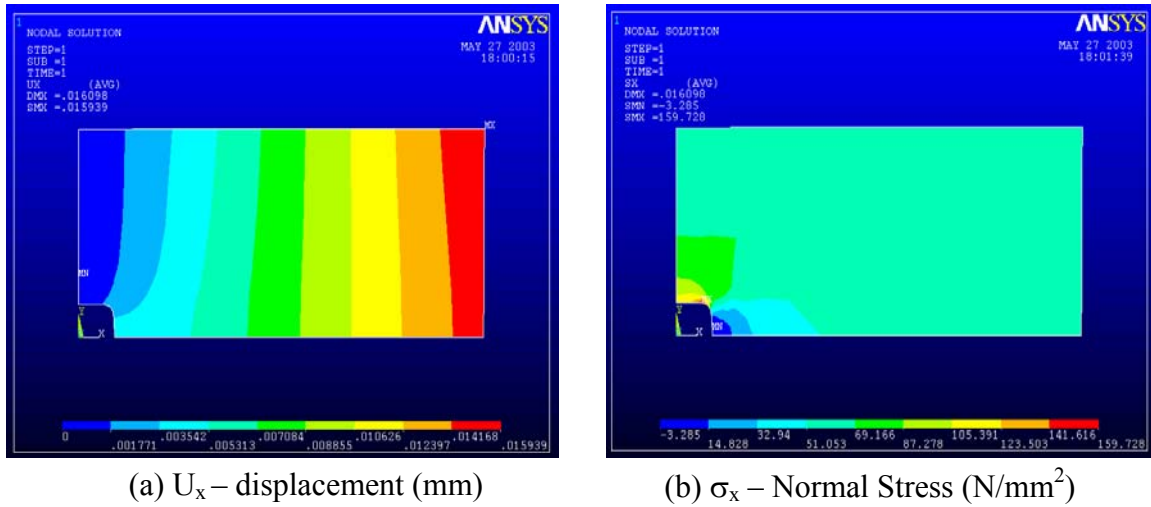 1
NODAL SOLUTION
STEP=1
SUB =1
TIME=1
UX (AVG)
DMX =.016098
SMX =.015939
ANSYS
MAY 27 2003
18:00:15
MX
MN
Y
X
0 .003542 .007084 .010626 .014168
.001771 .005313 .008855 .012397 .015939
(a) Uₓ – displacement (mm)
1
NODAL SOLUTION
STEP=1
SUB =1
TIME=1
SX (AVG)
DMX =.016098
SMN =-3.285
SMX =159.728
ANSYS
MAY 27 2003
18:01:39
Y
X
MN
-3.285 32.94 69.166 105.391 141.616
14.828 51.053 87.278 123.503 159.728
(b) σₓ – Normal Stress (N/mm²)